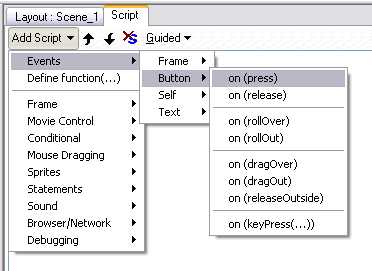 Layout : Scene_1 Script
Add Script Guided
Events
Define function(...)
Frame
Movie Control
Conditional
Mouse Dragging
Sprites
Statements
Sound
Browser/Network
Debugging
Frame
Button
Self
Text
on (press)
on (release)
on (rollOver)
on (rollOut)
on (dragOver)
on (dragOut)
on (releaseOutside)
on (keyPress(...))